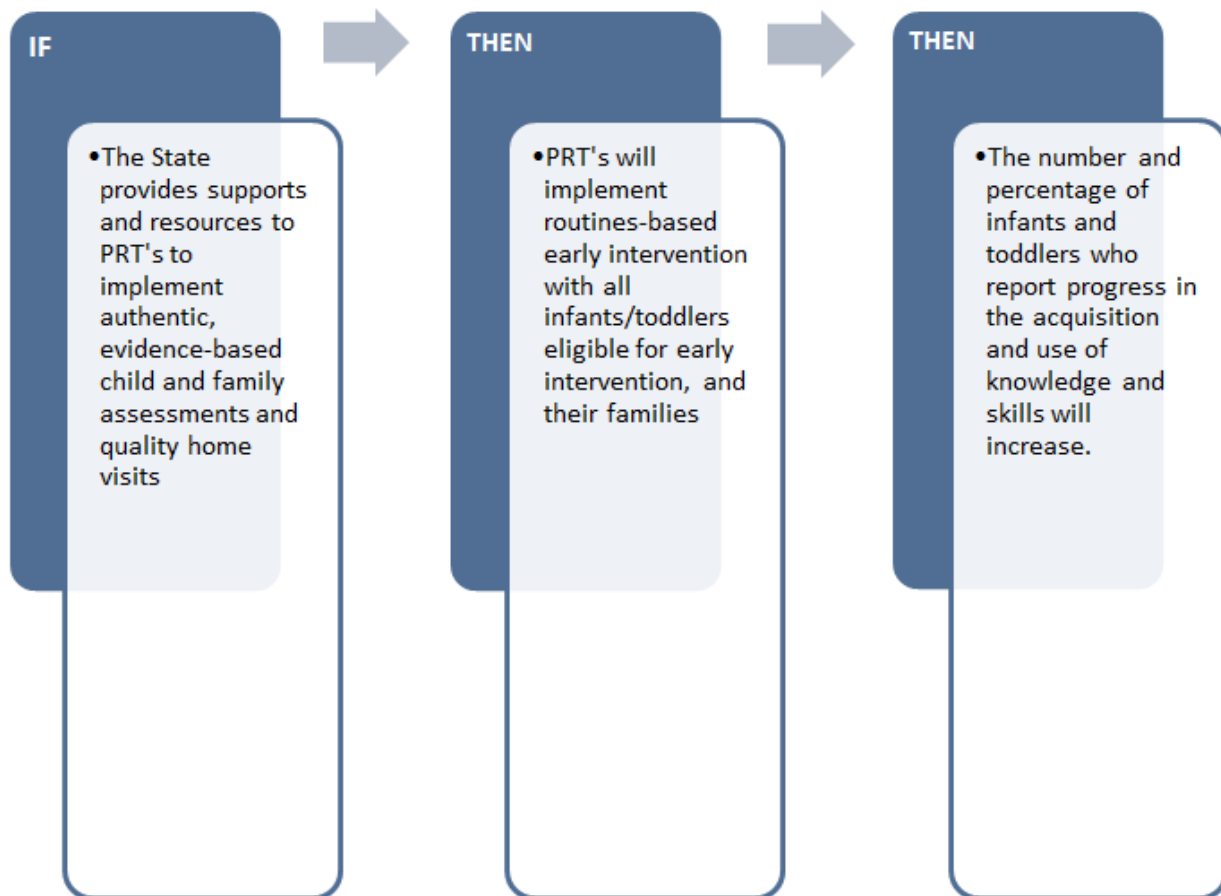 IF
•The State
provides supports
and resources to
PRT's to
implement
authentic,
evidence-based
child and family
assessments and
quality home
visits
THEN
•PRT's will
implement
routines-based
early intervention
with all
infants/toddlers
eligible for early
intervention, and
their families
THEN
•The number and
percentage of
infants and
toddlers who
report progress in
the acquisition
and use of
knowledge and
skills will
increase.